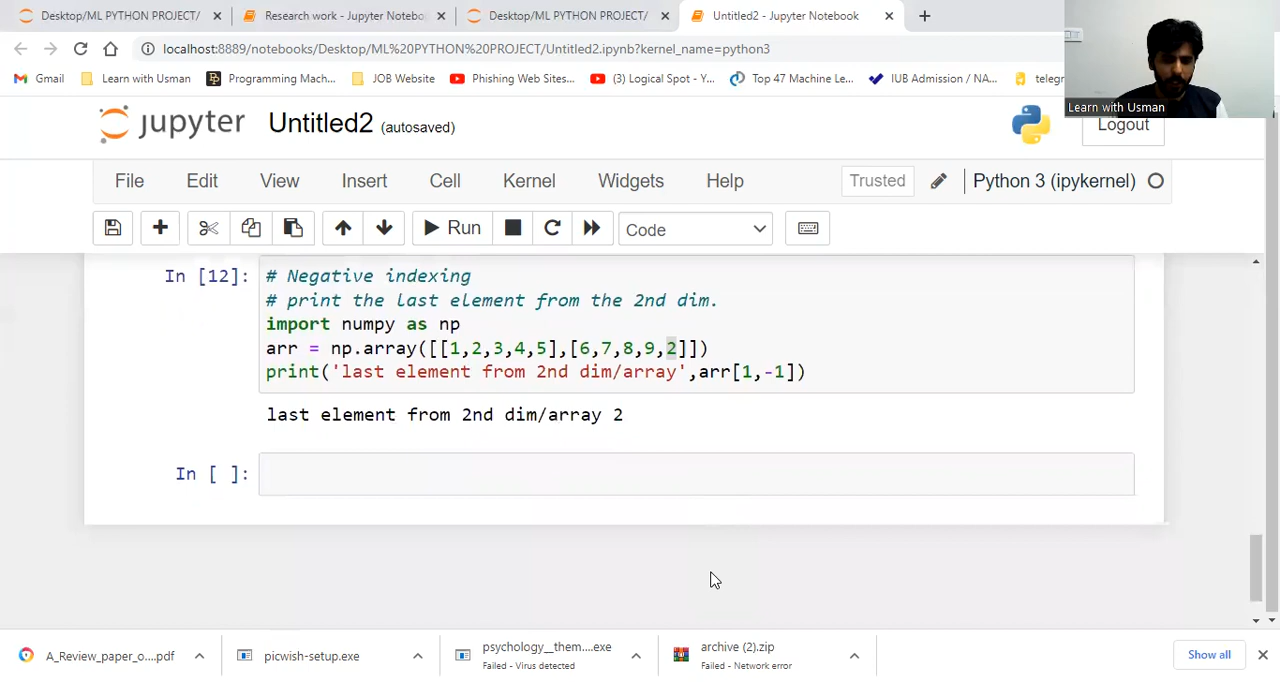 Desktop/ML PYTHON PROJECT/
Research work - Jupyter Notebo
Desktop/ML PYTHON PROJECT/
Untitled2 - Jupyter Notebook
localhost:8889/notebooks/Desktop/ML%20PYTHON%20PROJECT/Untitled2.ipynb?kernel_name=python3
Gmail
Learn with Usman
Programming Mach...
JOB Website
Phishing Web Sites...
(3) Logical Spot - Y...
Top 47 Machine Le...
IUB Admission / NA...
telegr
Learn with Usman
jupyter Untitled2 (autosaved)
Logout
File Edit View Insert Cell Kernel Widgets Help
Trusted
Python 3 (ipykernel)
Run
Code
In [12]:
# Negative indexing
# print the last element from the 2nd dim.
import numpy as np
arr = np.array([[1,2,3,4,5],[6,7,8,9,2]])
print('last element from 2nd dim/array',arr[1,-1])
last element from 2nd dim/array 2
In [ ]:
A_Review_paper_o....pdf
picwish-setup.exe
psychology__them....exe
Failed - Virus detected
archive (2).zip
Failed - Network error
Show all